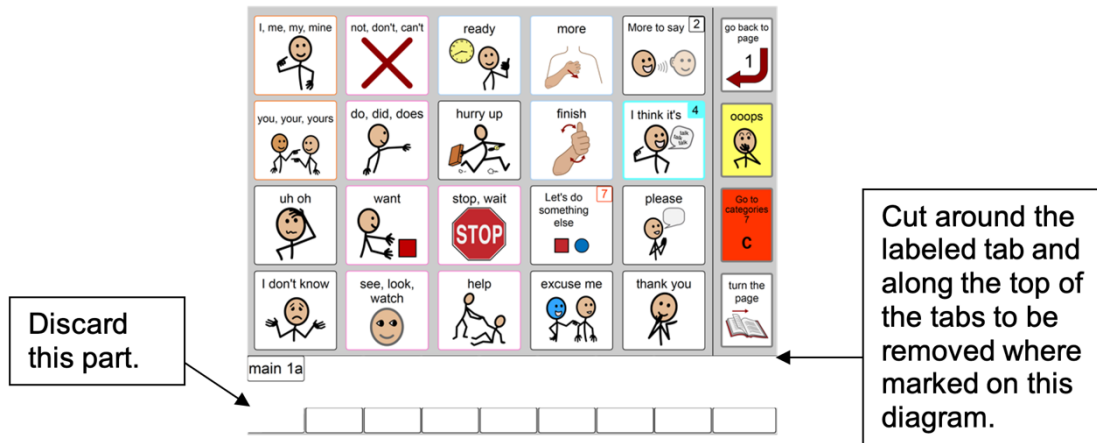 I, me, my, mine
not, don't, can't
ready
more
More to say 2
go back to
page
1
you, your, yours
do, did, does
hurry up
finish
I think it's 4
talk
talk
talk
ooops
uh oh
want
stop, wait
STOP
Let's do
something
else
7
please
Go to
categories
7
C
I don't know
see, look,
watch
help
excuse me
thank you
turn the
page
main 1a
Discard
this part.
Cut around the
labeled tab and
along the top of
the tabs to be
removed where
marked on this
diagram.